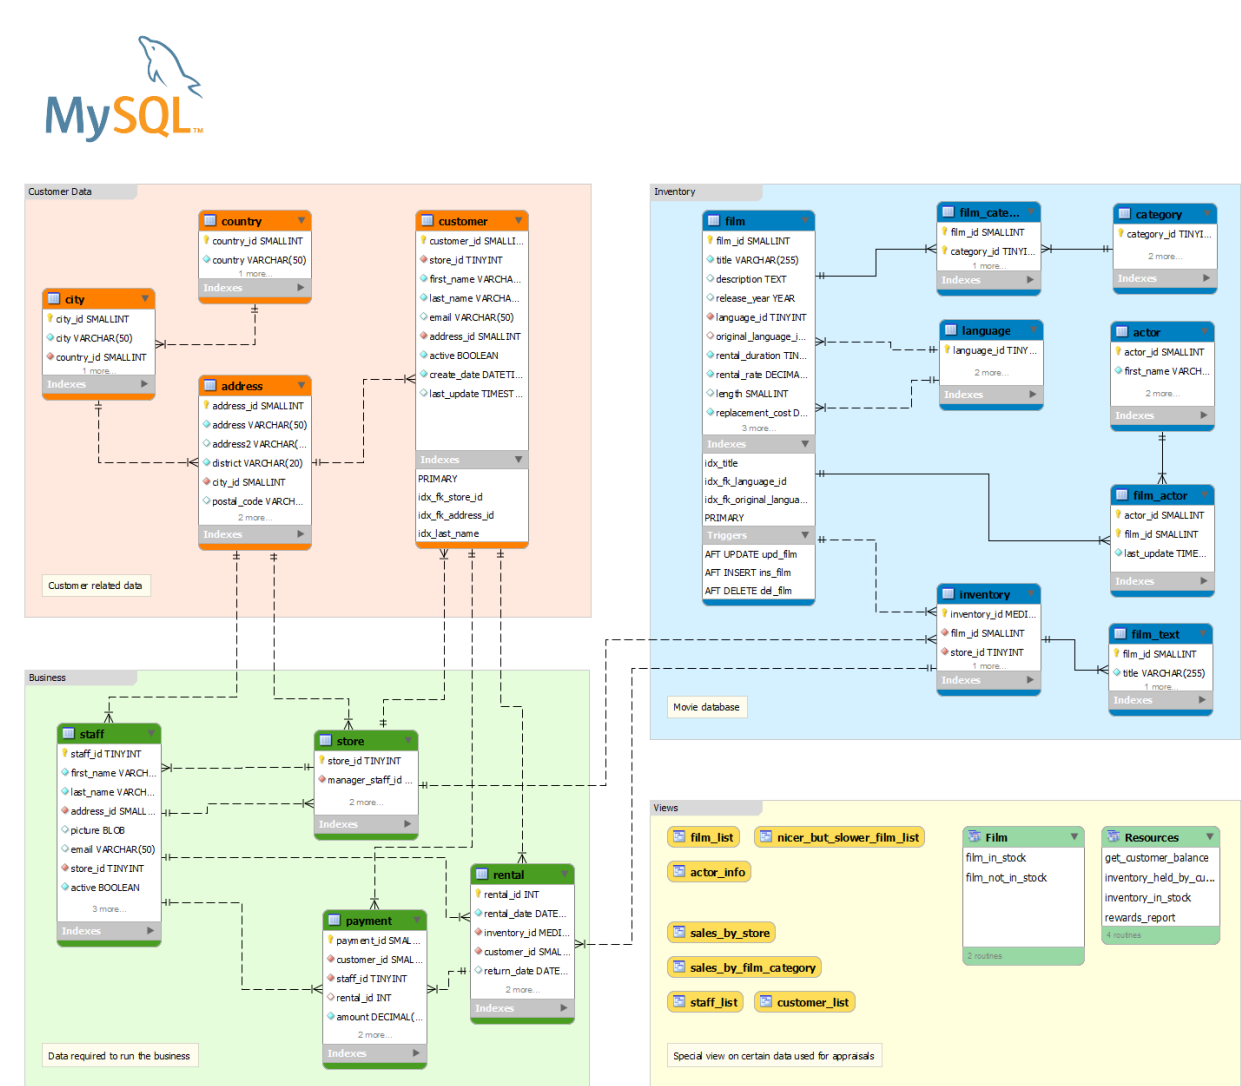 MySQL™
Customer Data
country
country_id SMALLINT
country VARCHAR(50)
1 more...
Indexes
city
city_id SMALLINT
city VARCHAR(50)
country_id SMALLINT
1 more...
Indexes
address
address_id SMALLINT
address VARCHAR(50)
address2 VARCHAR(...
district VARCHAR(20)
city_id SMALLINT
postal_code VARCH...
2 more...
Indexes
customer
customer_id SMALLI...
store_id TINYINT
first_name VARCHA...
last_name VARCHA...
email VARCHAR(50)
address_id SMALLINT
active BOOLEAN
create_date DATETI...
last_update TIMEST...
Indexes
PRIMARY
idx_fk_store_id
idx_fk_address_id
idx_last_name
Customer related data
Inventory
film
film_id SMALLINT
title VARCHAR(255)
description TEXT
release_year YEAR
language_id TINYINT
original_language_i...
rental_duration TIN...
rental_rate DECIMA...
length SMALLINT
replacement_cost D...
3 more...
Indexes
idx_title
idx_fk_language_id
idx_fk_original_langua...
PRIMARY
Triggers
AFT UPDATE upd_film
AFT INSERT ins_film
AFT DELETE del_film
film_cate...
film_id SMALLINT
category_id TINYI...
1 more...
Indexes
category
category_id TINYI...
2 more...
Indexes
language
language_id TINY...
2 more...
Indexes
actor
actor_id SMALLINT
first_name VARCH...
2 more...
Indexes
film_actor
actor_id SMALLINT
film_id SMALLINT
last_update TIME...
Indexes
inventory
inventory_id MEDI...
film_id SMALLINT
store_id TINYINT
1 more...
Indexes
film_text
film_id SMALLINT
title VARCHAR(255)
1 more...
Indexes
Movie database
Business
staff
staff_id TINYINT
first_name VARCH...
last_name VARCH...
address_id SMALL...
picture BLOB
email VARCHAR(50)
store_id TINYINT
active BOOLEAN
3 more...
Indexes
store
store_id TINYINT
manager_staff_id ...
2 more...
Indexes
payment
payment_id SMAL...
customer_id SMAL...
staff_id TINYINT
rental_id INT
amount DECIMAL(...
2 more...
Indexes
rental
rental_id INT
rental_date DATE...
inventory_id MEDI...
customer_id SMAL...
return_date DATE...
2 more...
Indexes
Data required to run the business
Views
film_list
nicer_but_slower_film_list
actor_info
sales_by_store
sales_by_film_category
staff_list
customer_list
Film
film_in_stock
film_not_in_stock
2 routines
Resources
get_customer_balance
inventory_held_by_cu...
inventory_in_stock
rewards_report
4 routines
Special view on certain data used for appraisals